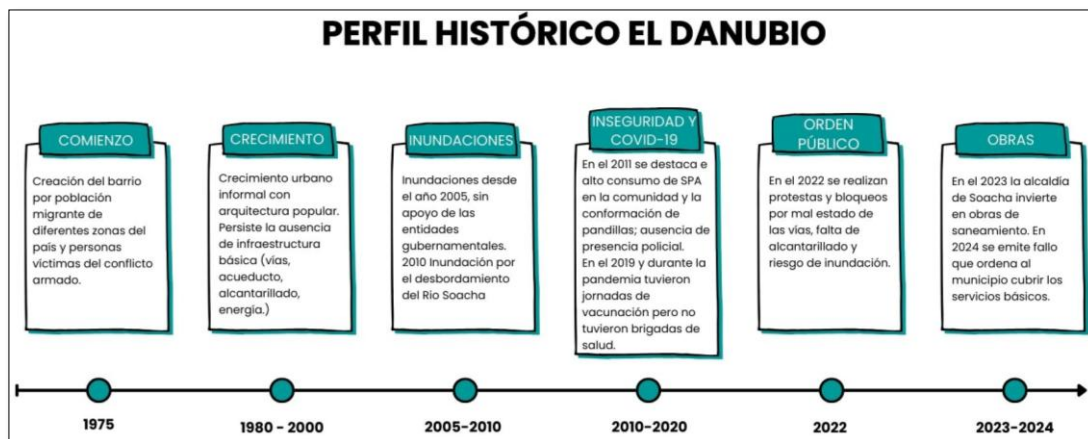 PERFIL HISTÓRICO EL DANUBIO
COMIENZO
Creación del barrio
por población
migrante de
diferentes zonas del
país y personas
víctimas del conflicto
armado.
CRECIMIENTO
Crecimiento urbano
informal con
arquitectura popular.
Persiste la ausencia
de infraestructura
básica (vías,
acueducto,
alcantarillado,
energía.)
INUNDACIONES
Inundaciones desde
el año 2005, sin
apoyo de las
entidades
gubernamentales.
2010 Inundación por
el desbordamiento
del Rio Soacha
INSEGURIDAD Y
COVID-19
En el 2011 se destaca e
alto consumo de SPA
en la comunidad y la
conformación de
pandillas; ausencia de
presencia policial.
En el 2019 y durante la
pandemia tuvieron
jornadas de
vacunación pero no
tuvieron brigadas de
salud.
ORDEN
PÚBLICO
En el 2022 se realizan
protestas y bloqueos
por mal estado de
las vías, falta de
alcantarillado y
riesgo de inundación.
OBRAS
En el 2023 la alcaldía
de Soacha invierte
en obras de
saneamiento. En
2024 se emite fallo
que ordena al
municipio cubrir los
servicios básicos.
1975
1980 - 2000
2005-2010
2010-2020
2022
2023-2024